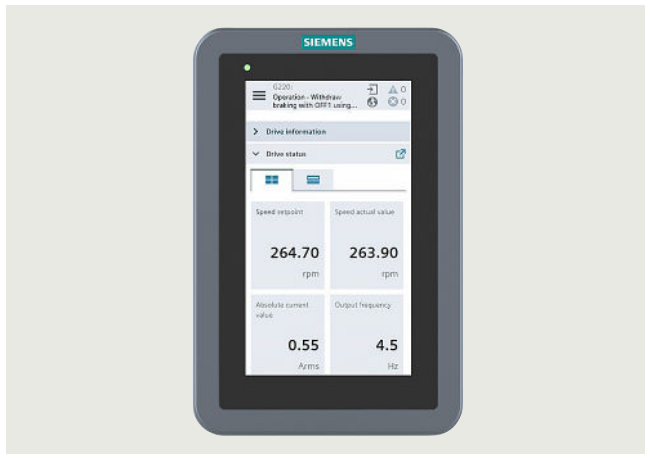 SIEMENS
G220:
Operation - Withdraw
braking with OFF1 using...
0
0
Drive information
Drive status
Speed setpoint
Speed actual value
264.70
263.90
rpm
rpm
Absolute current
value
Output frequency
0.55
4.5
Arms
Hz